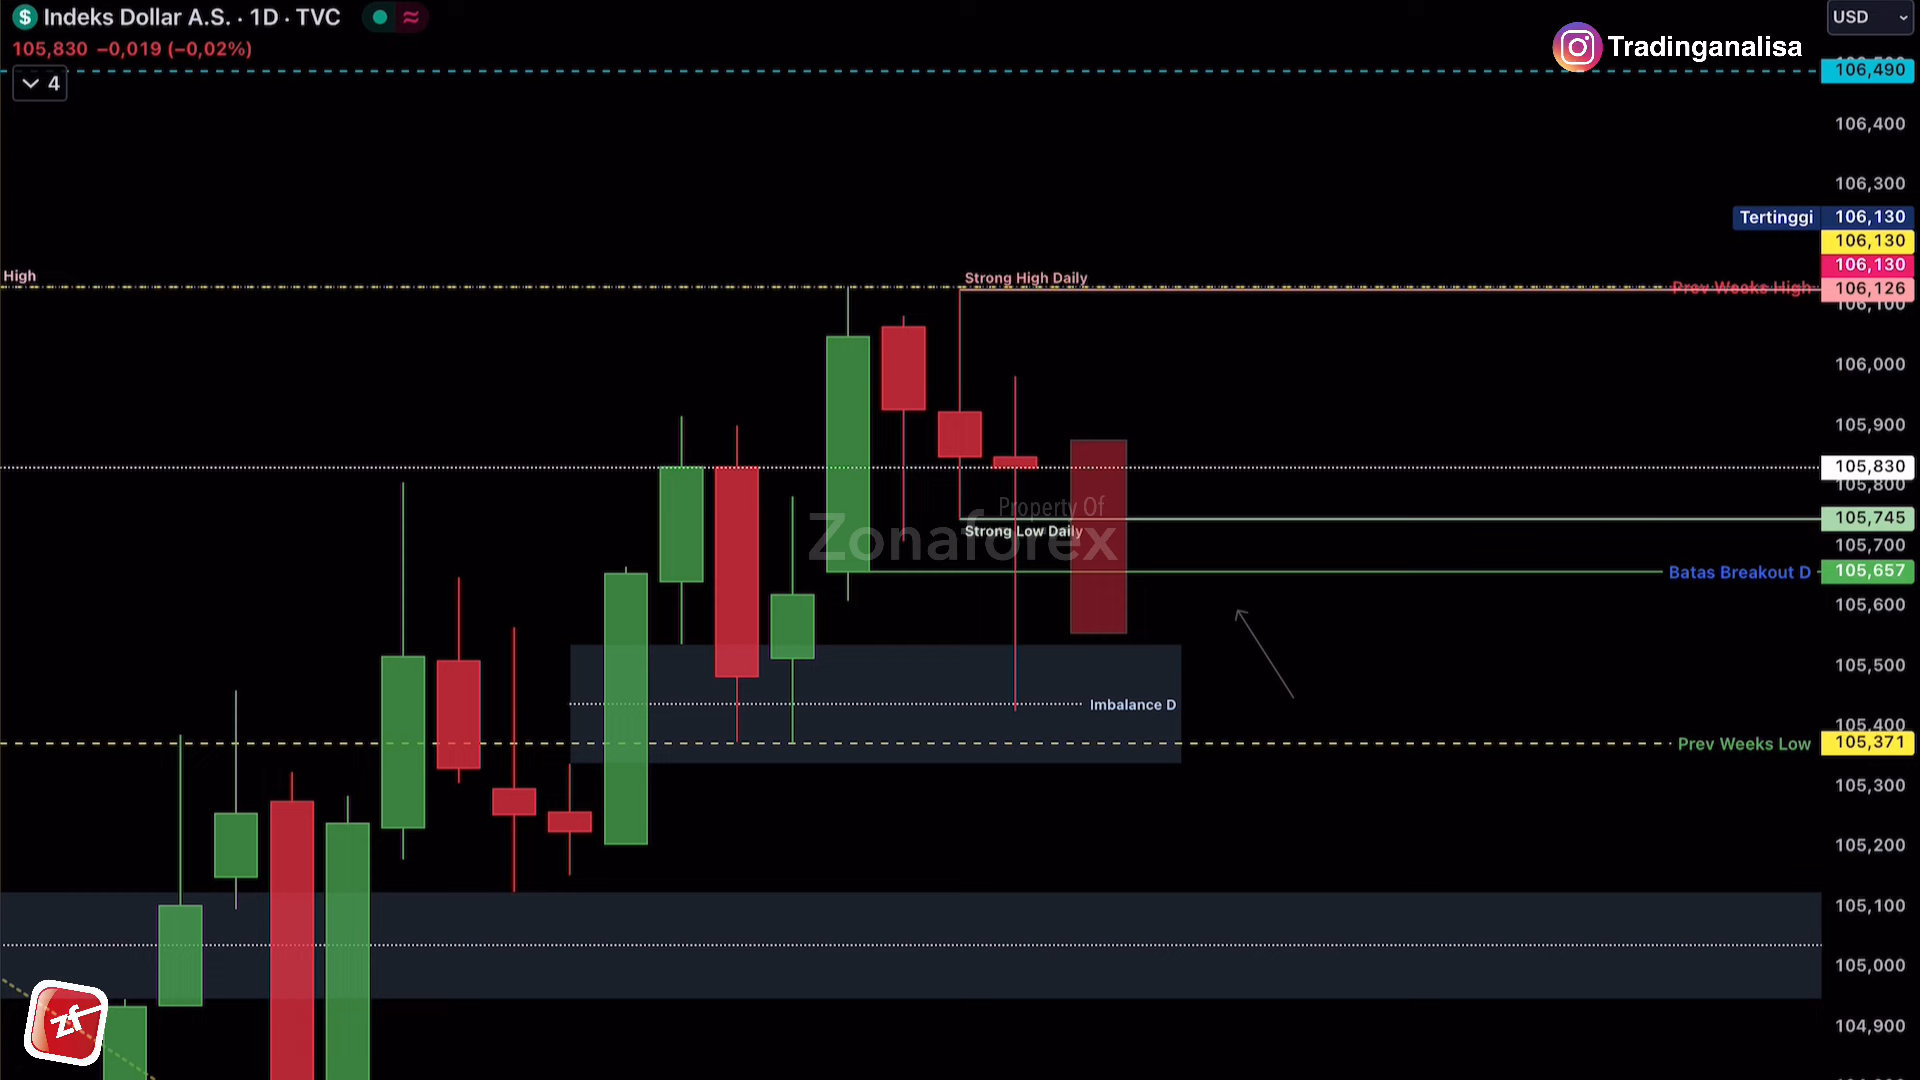 Indeks Dollar A.S. · 1D · TVC
USD
Tradinganalisa
105,830 −0,019 (−0,02%)
106,490
4
106,400
106,300
Tertinggi 106,130
106,130
106,130
High
Strong High Daily
Prev Weeks High 106,126
106,100
106,000
105,900
105,830
105,800
Property Of
Zonaforex
105,745
Strong Low Daily
105,700
Batas Breakout D 105,657
105,600
105,500
Imbalance D
105,400
Prev Weeks Low 105,371
105,300
105,200
105,100
105,000
zf
104,900